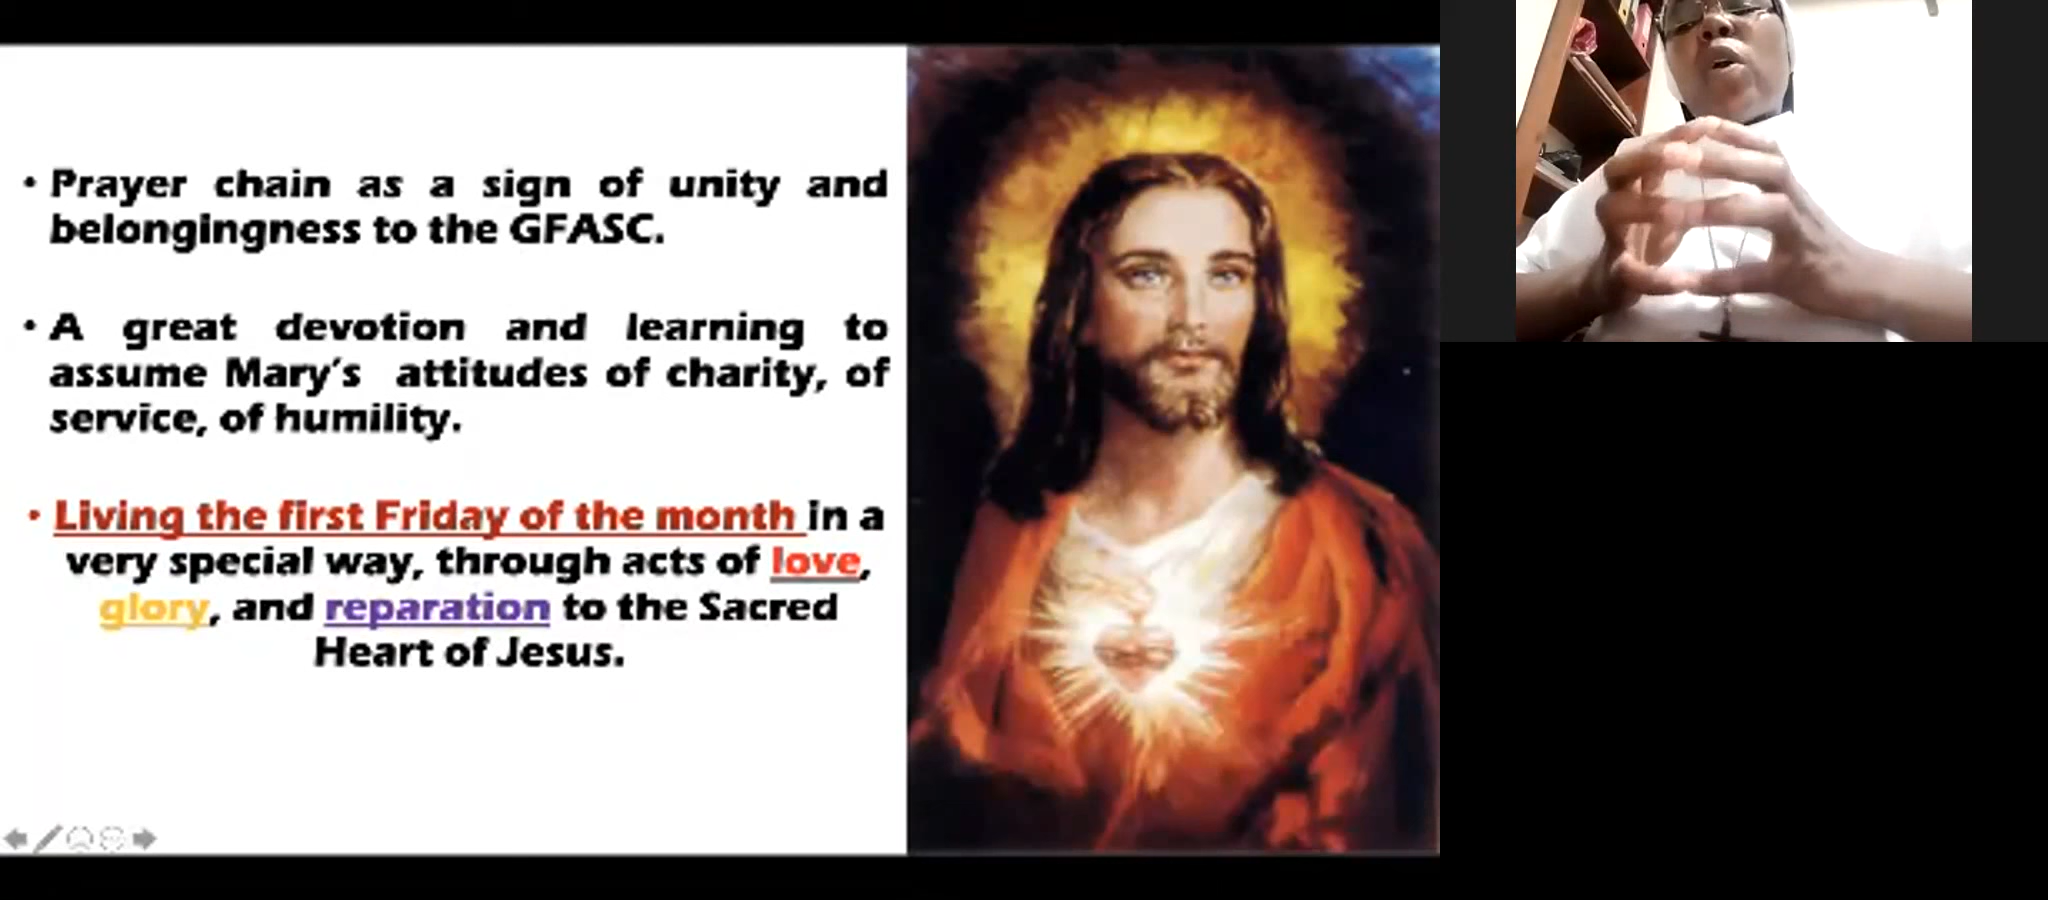 • Prayer chain as a sign of unity and
belongingness to the GFASC.
• A great devotion and learning to
assume Mary's attitudes of charity, of
service, of humility.
• Living the first Friday of the month in a
very special way, through acts of love,
glory, and reparation to the Sacred
Heart of Jesus.